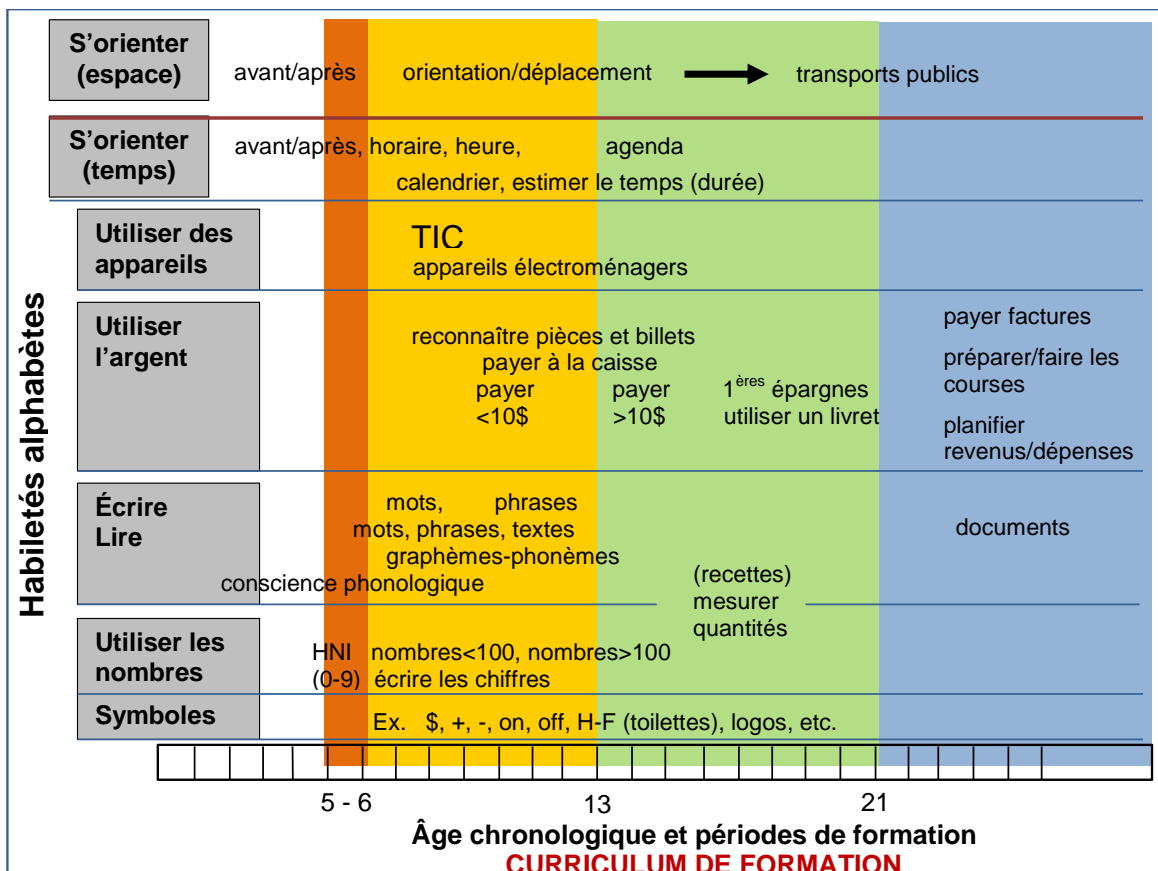 S’orienter
(espace)
avant/après
orientation/déplacement
transports publics
S’orienter
(temps)
avant/après, horaire, heure,
agenda
calendrier, estimer le temps (durée)
Habiletés alphabètes
Utiliser des
appareils
TIC
appareils électroménagers
Utiliser
l’argent
reconnaître pièces et billets
payer à la caisse
payer
<10$
payer
>10$
1ères épargnes
utiliser un livret
payer factures
préparer/faire les
courses
planifier
revenus/dépenses
Écrire
Lire
mots, phrases
mots, phrases, textes
graphèmes-phonèmes
conscience phonologique
documents
(recettes)
mesurer
quantités
Utiliser les
nombres
HNI nombres<100, nombres>100
(0-9) écrire les chiffres
Symboles
Ex. $, +, -, on, off, H-F (toilettes), logos, etc.
5 - 6
13
21
Âge chronologique et périodes de formation
CURRICULUM DE FORMATION